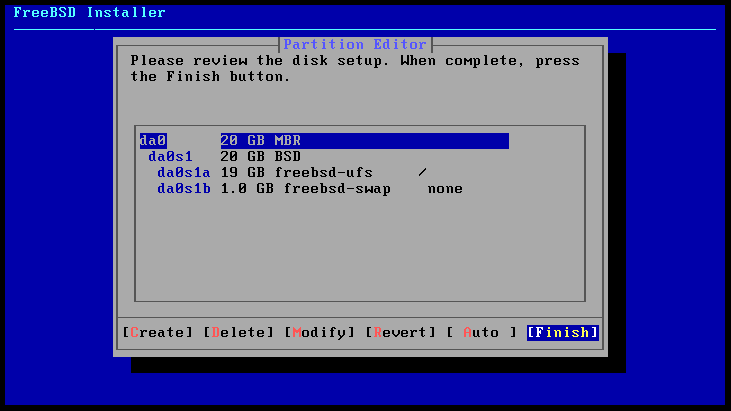 FreeBSD Installer
Partition Editor
Please review the disk setup. When complete, press
the Finish button.
da0 20 GB MBR
da0s1 20 GB BSD
da0s1a 19 GB freebsd-ufs /
da0s1b 1.0 GB freebsd-swap none
[Create] [Delete] [Modify] [Revert] [ Auto ] [Finish]